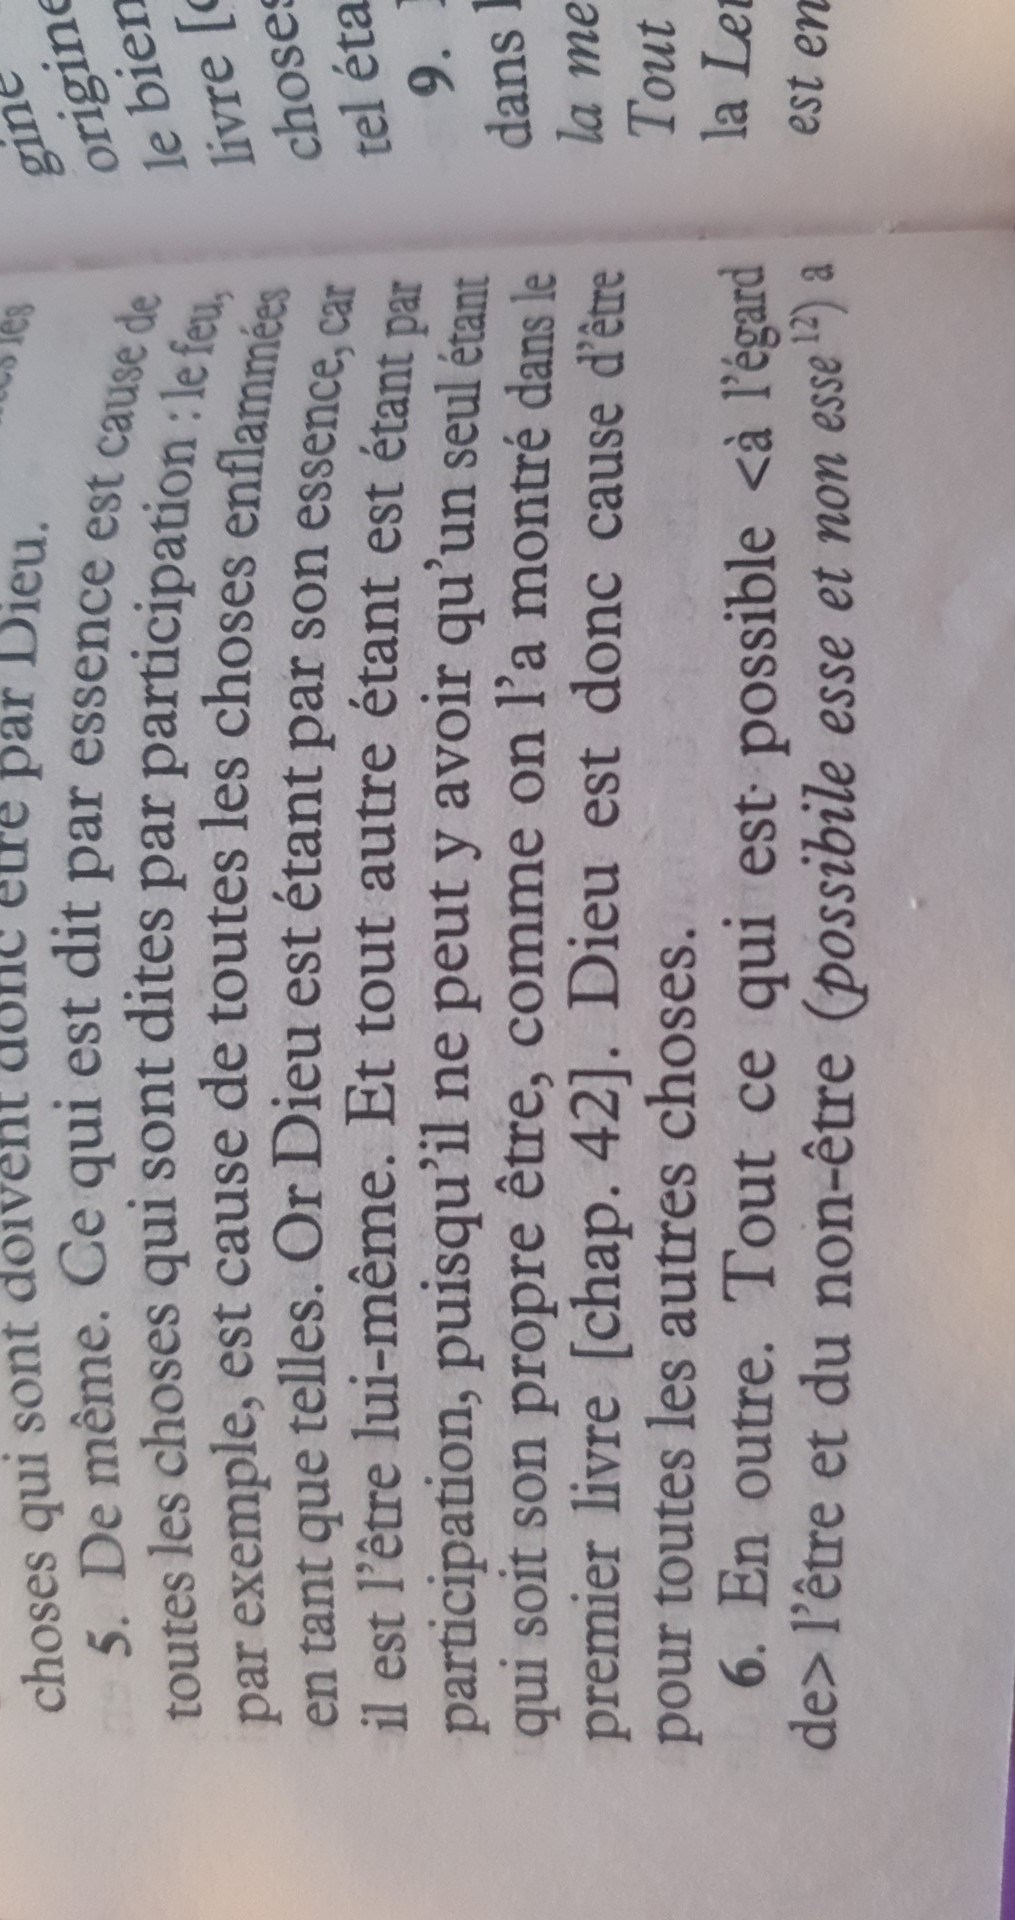 choses qui sont doivent donc être par Dieu.
5. De même. Ce qui est dit par essence est cause de
toutes les choses qui sont dites par participation : le feu,
par exemple, est cause de toutes les choses enflammées
en tant que telles. Or Dieu est étant par son essence, car
il est l'être lui-même. Et tout autre étant est étant par
participation, puisqu'il ne peut y avoir qu'un seul étant
qui soit son propre être, comme on l'a montré dans le
premier livre [chap. 42]. Dieu est donc cause d'être
pour toutes les autres choses.
6. En outre. Tout ce qui est possible <à l'égard
de> l'être et du non-être (possibile esse et non esse¹²) a
gine
origine
le bien
livre [
choses
tel éta
9.
dans l
la me
Tout
la Let
est en